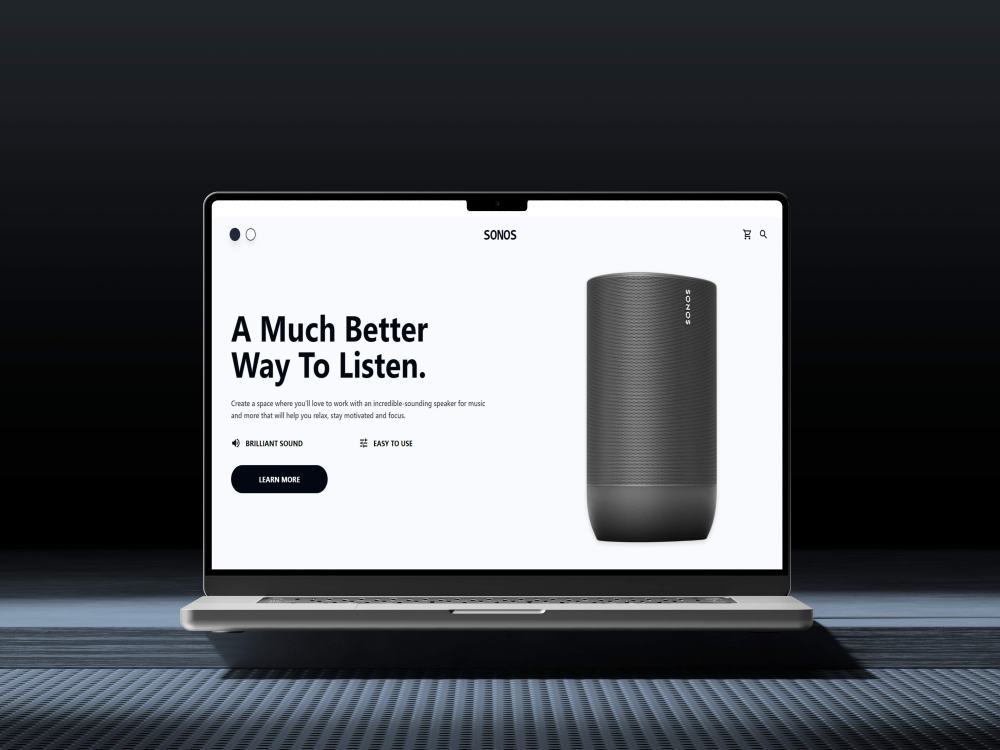 SONOS
SONOS
A Much Better
Way To Listen.
Create a space where you'll love to work with an incredible-sounding speaker for music
and more that will help you relax, stay motivated and focus.
BRILLIANT SOUND
EASY TO USE
LEARN MORE